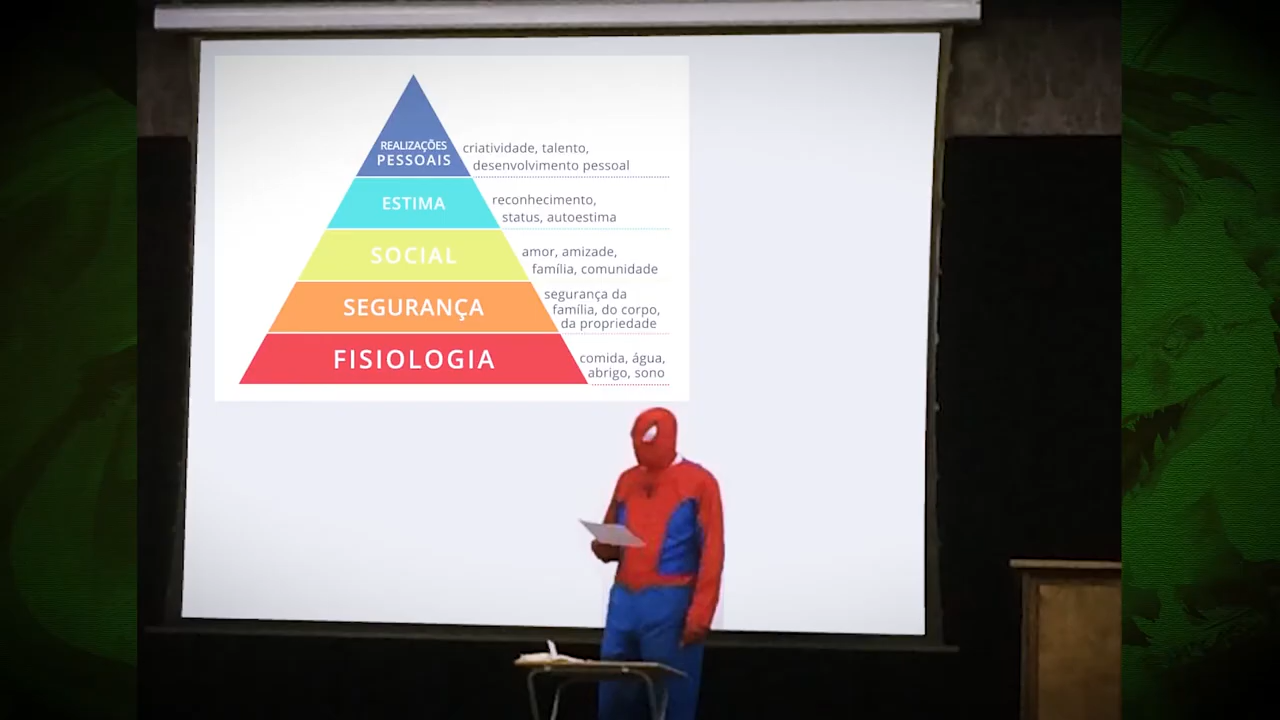 REALIZAÇÕES
PESSOAIS
criatividade, talento,
desenvolvimento pessoal
ESTIMA
reconhecimento,
status, autoestima
SOCIAL
amor, amizade,
família, comunidade
SEGURANÇA
segurança da
família, do corpo,
da propriedade
FISIOLOGIA
comida, água,
abrigo, sono